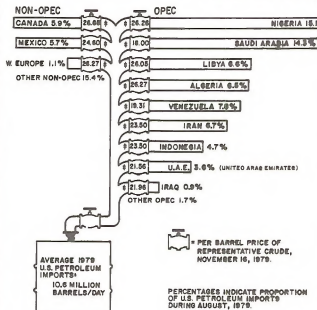 NON-OPEC
OPEC
CANADA 5.9% $ 26.68
$ 26.26 NIGERIA
MEXICO 5.7% $ 24.60
$ 18.00 SAUDI ARABIA 14.3%
W. EUROPE 1.1% $ 26.27
$ 26.05 LIBYA 6.6%
OTHER NON-OPEC 15.4%
$ 26.27 ALGERIA 6.5%
$ 19.31 VENEZUELA 7.8%
$ 23.50 IRAN 6.7%
$ 23.50 INDONESIA 4.7%
$ 21.56 U.A.E. 3.6% (UNITED ARAB EMIRATES)
$ 21.96 IRAQ 0.9%
OTHER OPEC 1.7%
= PER BARREL PRICE OF
REPRESENTATIVE CRUDE,
NOVEMBER 16, 1979.
AVERAGE 1979
U.S. PETROLEUM
IMPORTS=
10.6 MILLION
BARRELS/DAY
PERCENTAGES INDICATE PROPORTION
OF U.S. PETROLEUM IMPORTS
DURING AUGUST, 1979.